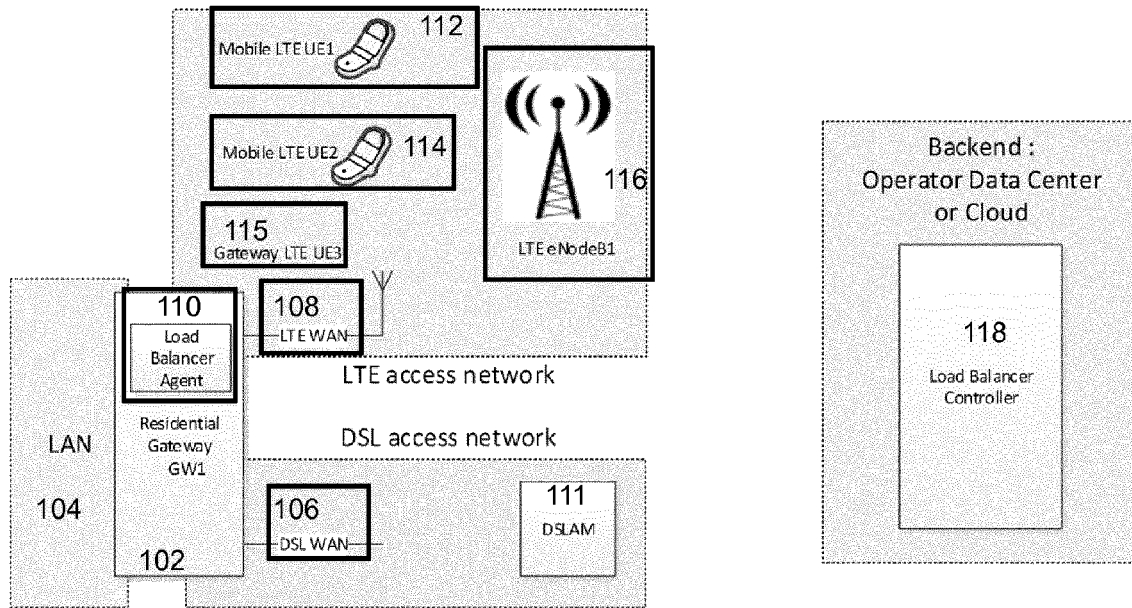 112
Mobile LTE UE1
Mobile LTE UE2
114
116
LTE eNodeB1
115
Gateway LTE UE3
110
Load
Balancer
Agent
108
LTE WAN
LTE access network
Residential
Gateway
GW1
LAN
104
102
DSL access network
106
DSL WAN
111
DSLAM
Backend :
Operator Data Center
or Cloud
118
Load Balancer
Controller